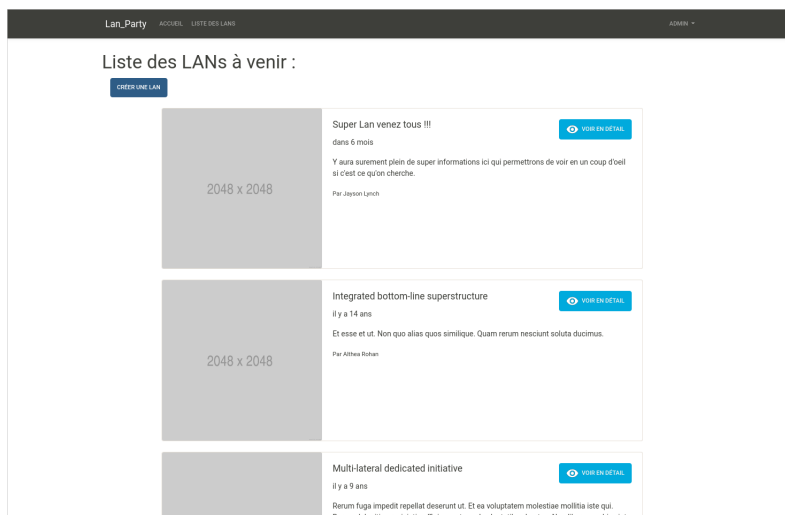 Lan_Party ACCUEIL LISTE DES LANS ADMIN
Liste des LANs à venir :
CRÉER UNE LAN
2048 x 2048
Super Lan venez tous !!!
VOIR EN DÉTAIL
dans 6 mois
Y aura surement plein de super informations ici qui permettrons de voir en un coup d'oeil
si c'est ce qu'on cherche.
Par Jayson Lynch
2048 x 2048
Integrated bottom-line superstructure
VOIR EN DÉTAIL
il y a 14 ans
Et esse et ut. Non quo alias quos similique. Quam rerum nesciunt soluta ducimus.
Par Althea Rohan
Multi-lateral dedicated initiative
VOIR EN DÉTAIL
il y a 9 ans
Rerum fuga impedit repellat deserunt ut. Et ea voluptatem molestiae mollitia iste qui.